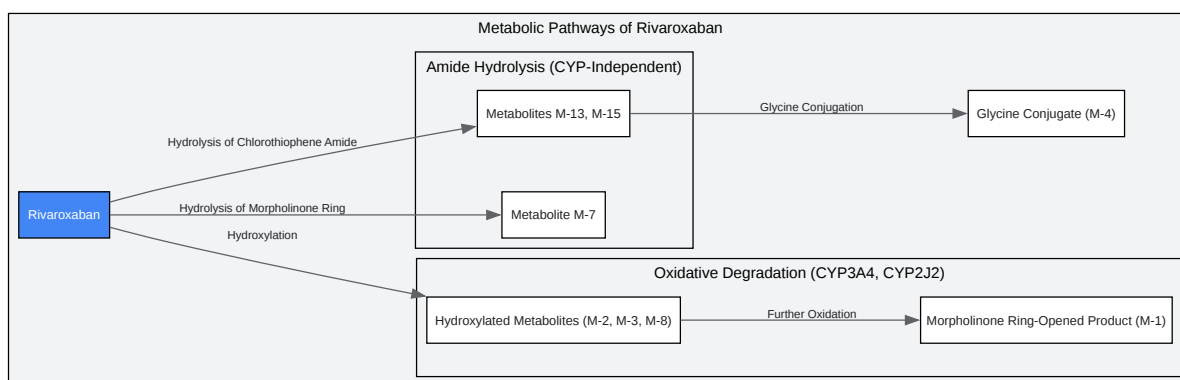 Metabolic Pathways of Rivaroxaban
Amide Hydrolysis (CYP-Independent)
Metabolites M-13, M-15
Glycine Conjugation
Glycine Conjugate (M-4)
Hydrolysis of Chlorothiophene Amide
Rivaroxaban
Hydrolysis of Morpholinone Ring
Metabolite M-7
Hydroxylation
Oxidative Degradation (CYP3A4, CYP2J2)
Hydroxylated Metabolites (M-2, M-3, M-8)
Further Oxidation
Morpholinone Ring-Opened Product (M-1)